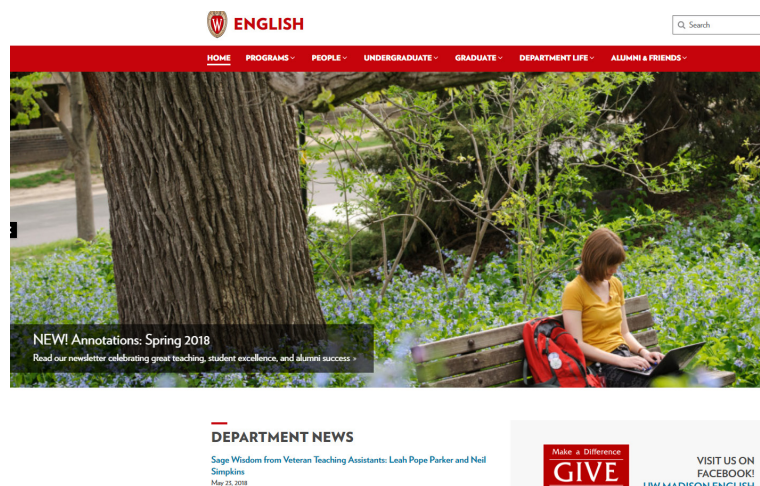 W
ENGLISH
Search
HOME PROGRAMS PEOPLE UNDERGRADUATE GRADUATE DEPARTMENT LIFE ALUMNI & FRIENDS
NEW! Annotations: Spring 2018
Read our newsletter celebrating great teaching, student excellence, and alumni success »
DEPARTMENT NEWS
Sage Wisdom from Veteran Teaching Assistants: Leah Pope Parker and Neil
Simpkins
May 23, 2018
Make a Difference
GIVE
VISIT US ON
FACEBOOK!
UW MADISON ENGLISH